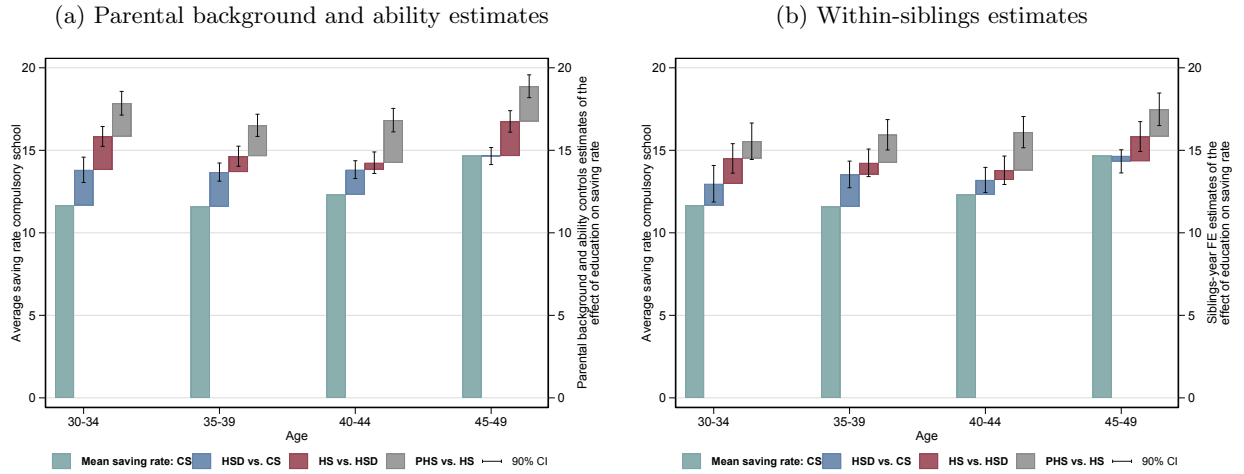 (a) Parental background and ability estimates
20
15
10
5
0
Average saving rate compulsory school
20
15
10
5
0
Parental background and ability controls estimates of the
effect of education on saving rate
30-34 35-39 40-44 45-49
Age
Mean saving rate: CS HSD vs. CS HS vs. HSD PHS vs. HS 90% CI
(b) Within-siblings estimates
20
15
10
5
0
Average saving rate compulsory school
20
15
10
5
0
Siblings-year FE estimates of the
effect of education on saving rate
30-34 35-39 40-44 45-49
Age
Mean saving rate: CS HSD vs. CS HS vs. HSD PHS vs. HS 90% CI